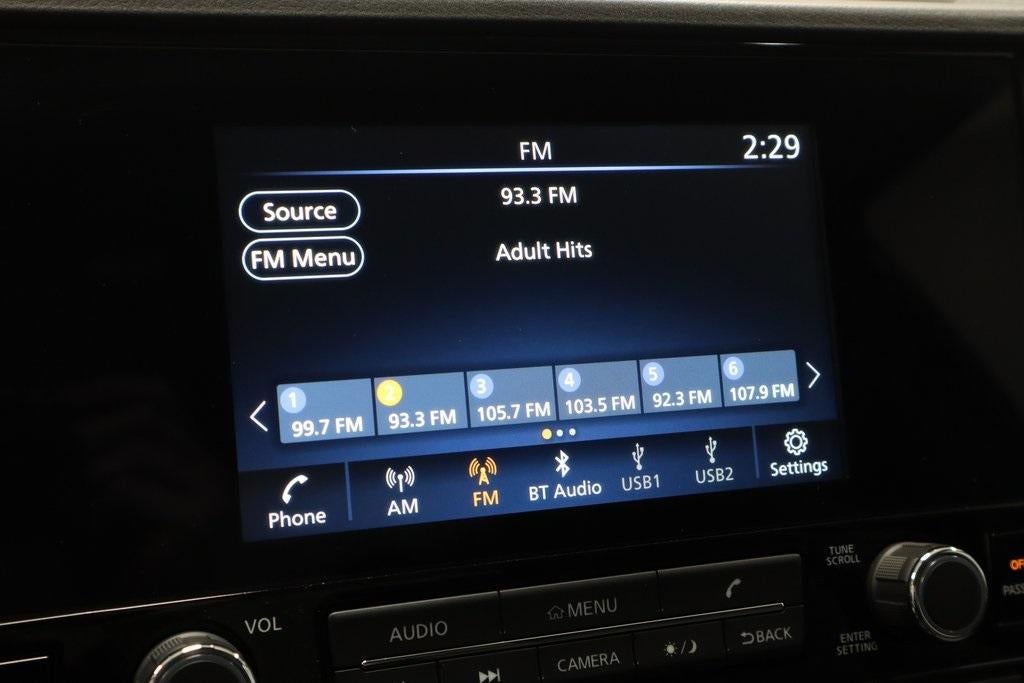 FM 2:29
93.3 FM
Source
Adult Hits
FM Menu
1 2 3 4 5 6
99.7 FM 93.3 FM 105.7 FM 103.5 FM 92.3 FM 107.9 FM
Phone AM FM BT Audio USB1 USB2 Settings
VOL
AUDIO
MENU
CAMERA
BACK
TUNE
SCROLL
ENTER
SETTING